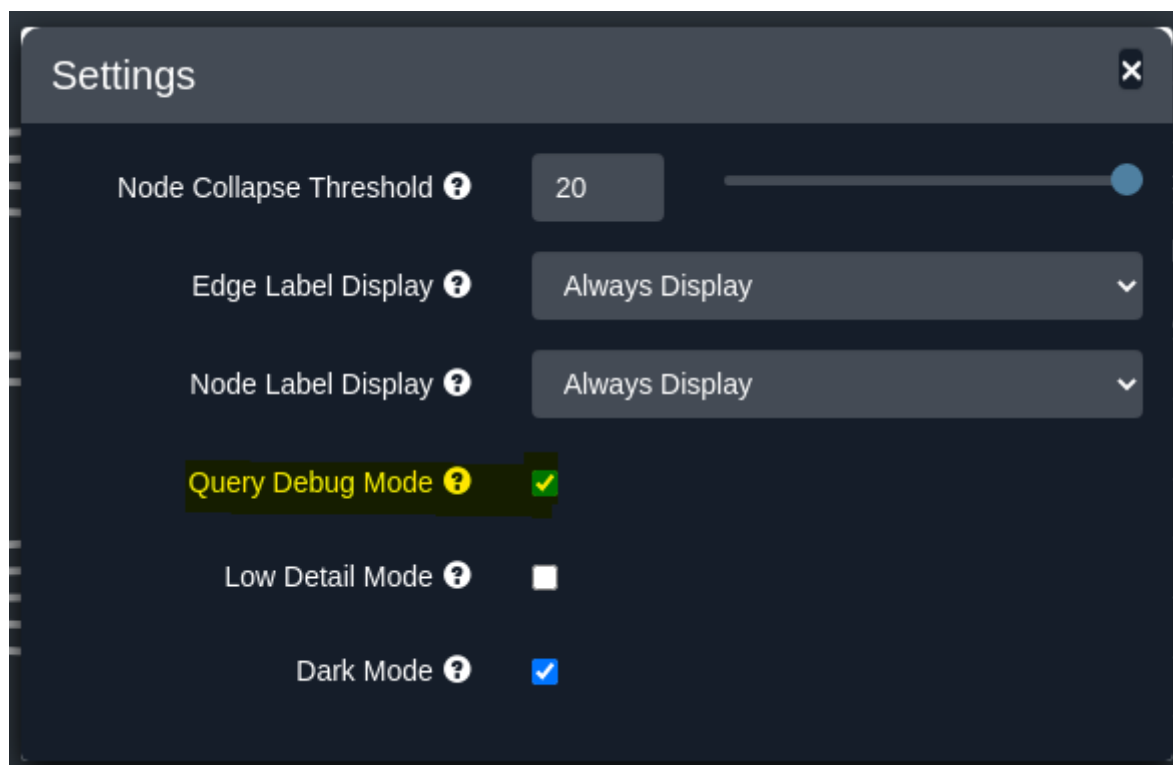 Settings
Node Collapse Threshold 20
Edge Label Display Always Display
Node Label Display Always Display
Query Debug Mode
Low Detail Mode
Dark Mode